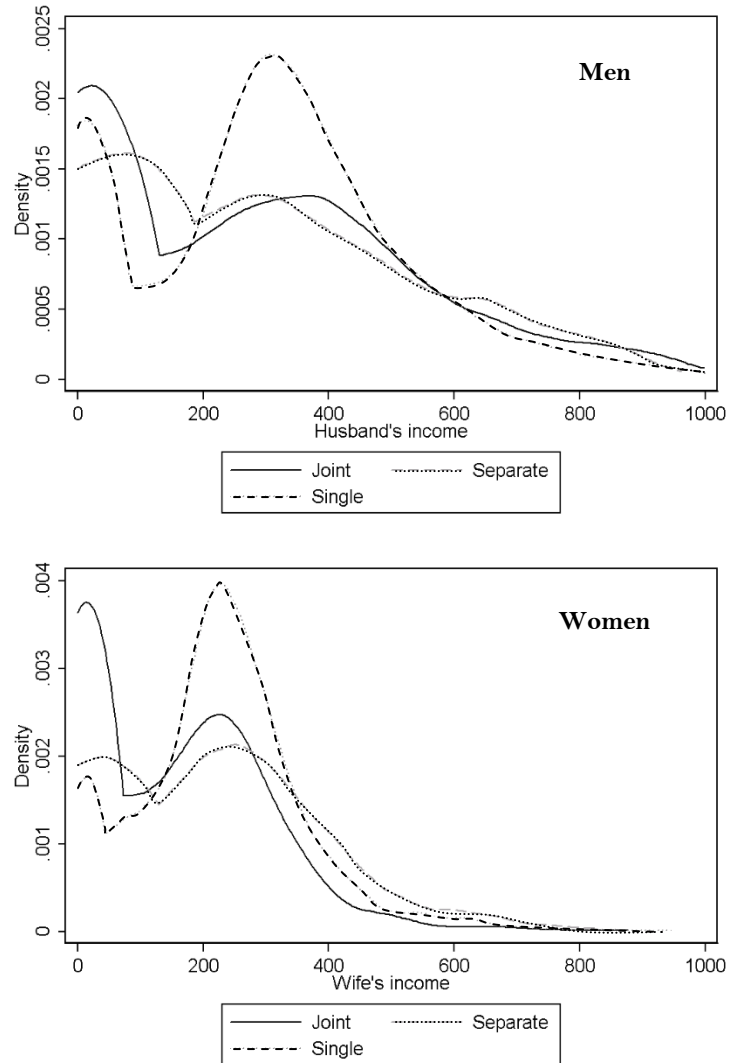 .0025
.002
.0015
.001
.0005
0
Density
Men
0 200 400 600 800 1000
Husband's income
Joint Separate
Single
.004
.003
.002
.001
0
Density
Women
0 200 400 600 800 1000
Wife's income
Joint Separate
Single